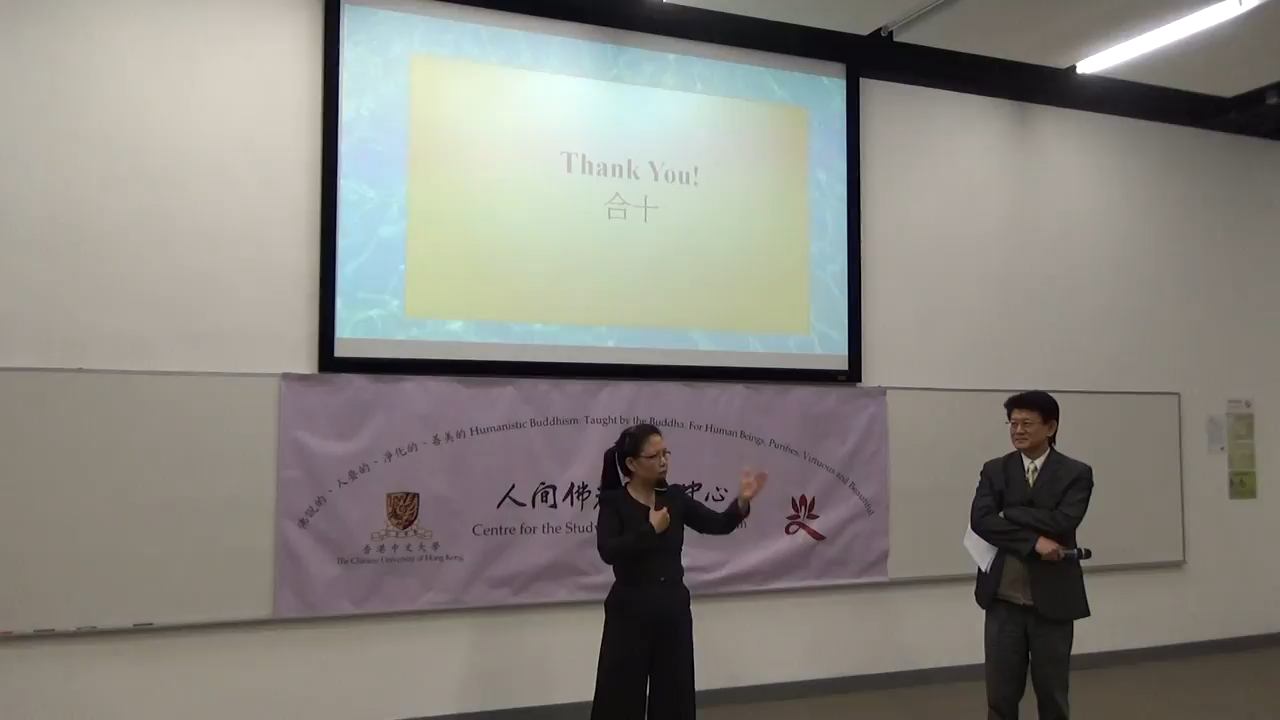 Thank You!
合十
佛說的、人要的、淨化的、善美的 Humanistic Buddhism: Taught by the Buddha, For Human Beings, Purifies, Virtuous and Beautiful
人间佛 中心
Centre for the Study
香港中文大學
The Chinese University of Hong Kong